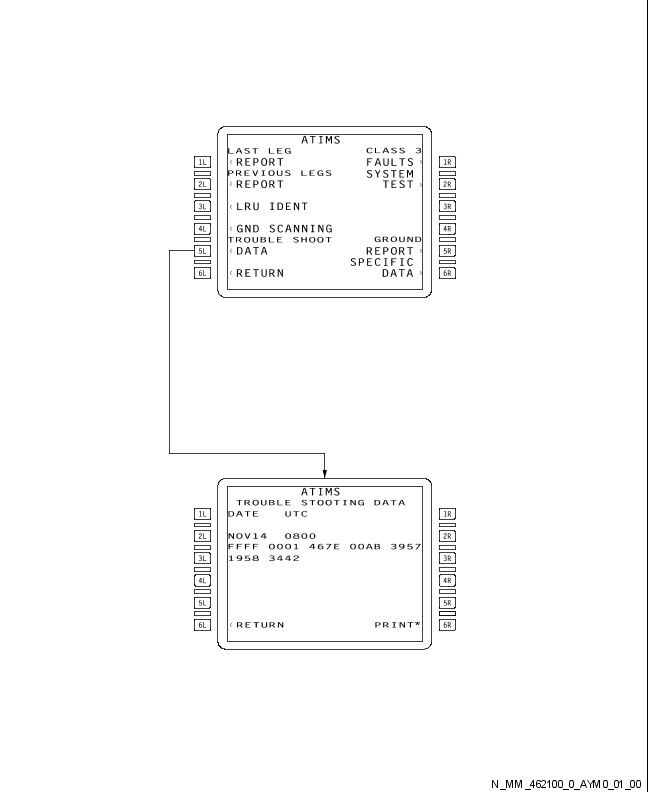 ATIMS
LAST LEG CLASS 3
1L ‹REPORT FAULTS› 1R
PREVIOUS LEGS SYSTEM
2L ‹REPORT TEST› 2R
3L ‹LRU IDENT 3R
4L ‹GND SCANNING 4R
TROUBLE SHOOT GROUND
5L ‹DATA REPORT› 5R
SPECIFIC
6L ‹RETURN DATA› 6R
ATIMS
TROUBLE STOOTING DATA
1L DATE UTC 1R
2L NOV14 0800 2R
FFFF 0001 467E 00AB 3957
3L 1958 3442 3R
4L 4R
5L 5R
6L ‹RETURN PRINT* 6R
N_MM_462100_0_AYM0_01_00